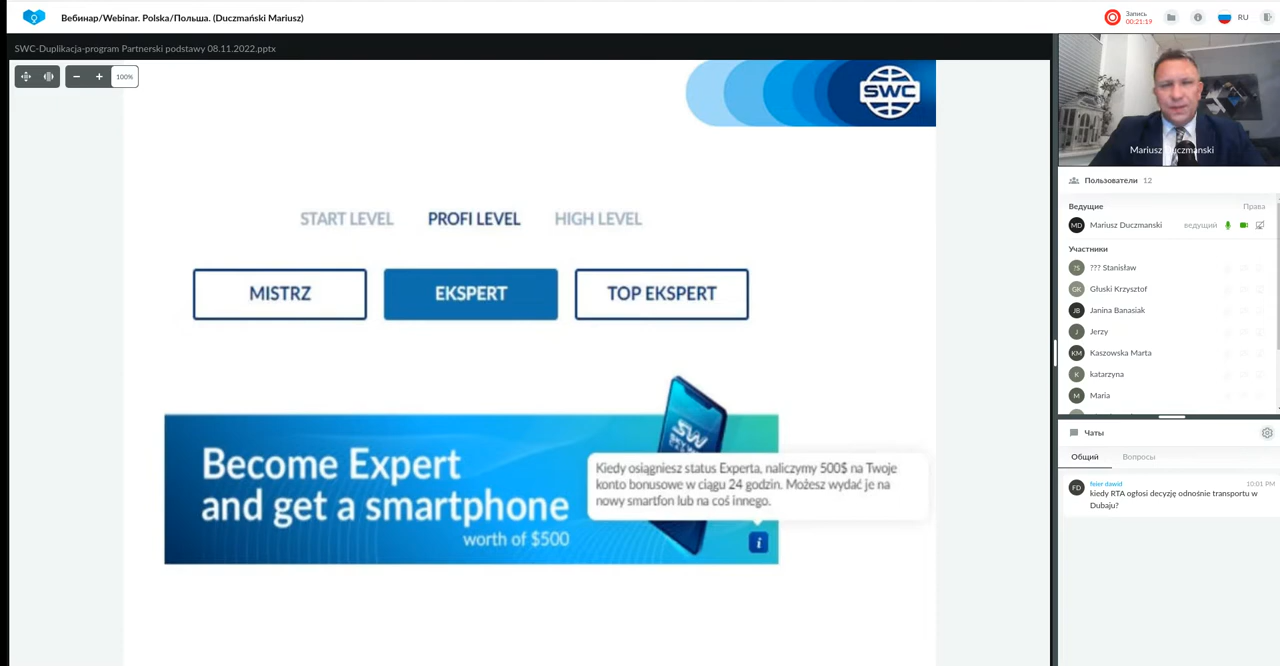 Вебинар/Webinar. Polska/Польша. (Duczmański Mariusz)
Запись
00:21:19
RU
SWC-Duplikacja-program Partnerski podstawy 08.11.2022.pptx
100%
SWC
START LEVEL PROFI LEVEL HIGH LEVEL
MISTRZ EKSPERT TOP EKSPERT
Become Expert
and get a smartphone
worth of $500
SW
Kiedy osiągniesz status Experta, naliczymy 500$ na Twoje
konto bonusowe w ciągu 24 godzin. Możesz wydać je na
nowy smartfon lub na coś innego.
i
Mariusz Duczmanski
Пользователи 12
Ведущие Права
MD Mariusz Duczmanski ведущий
Участники
?S ??? Stanisław
GK Głuski Krzysztof
JB Janina Banasiak
J Jerzy
KM Kaszowska Marta
K katarzyna
M Maria
Чаты
Общий Вопросы
FD feier dawid 10:01 PM
kiedy RTA ogłosi decyzję odnośnie transportu w
Dubaju?